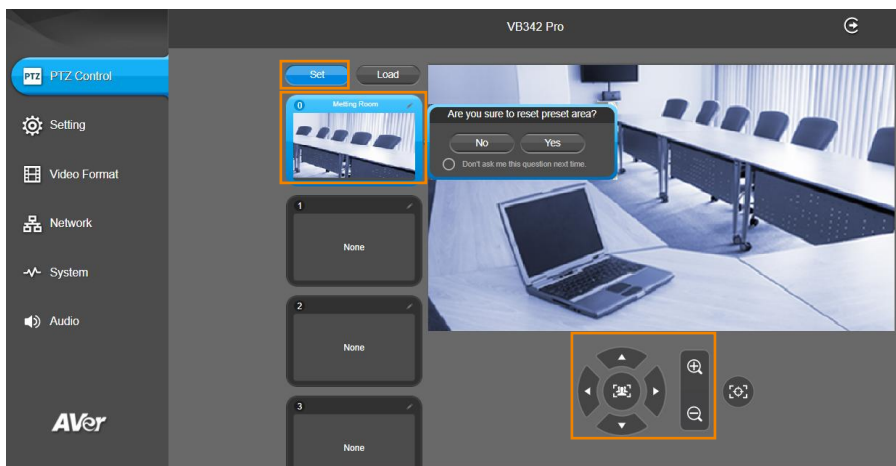 VB342 Pro
PTZ PTZ Control
Setting
Video Format
Network
System
Audio
AVer
Set
Load
0 Metting Room
1
None
2
None
3
None
Are you sure to reset preset area?
No
Yes
Don't ask me this question next time.